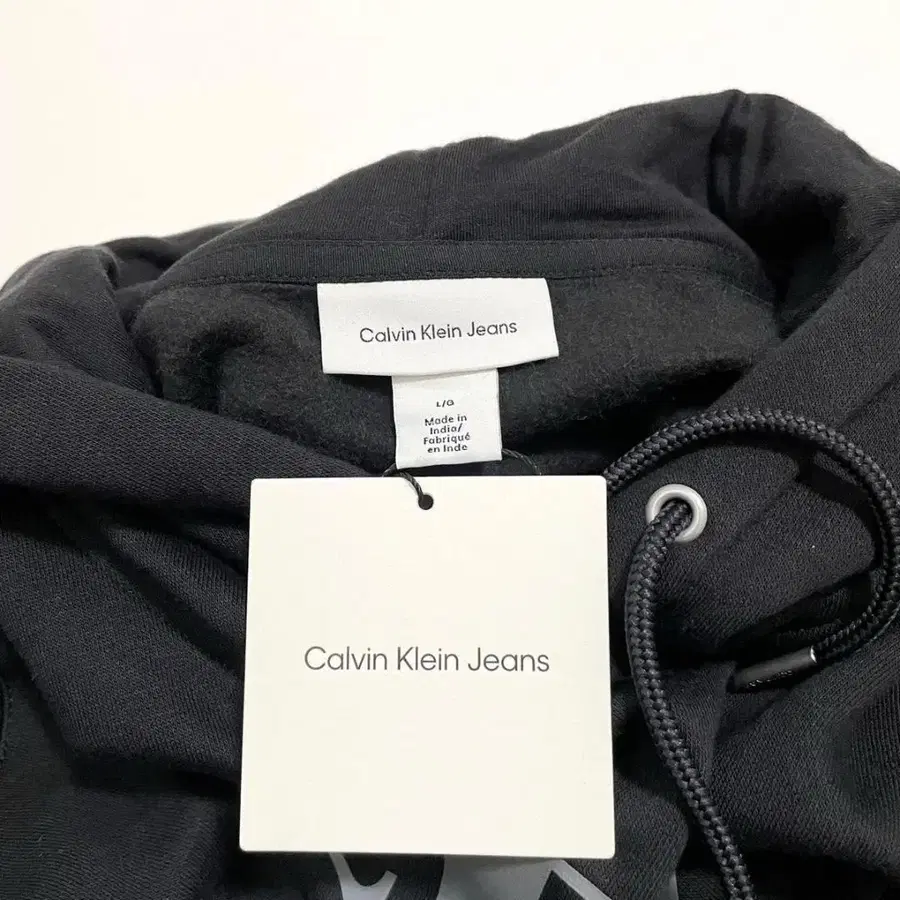 Calvin Klein Jeans
L/G
Made in
India/
Fabriqué
en Inde
Calvin Klein Jeans